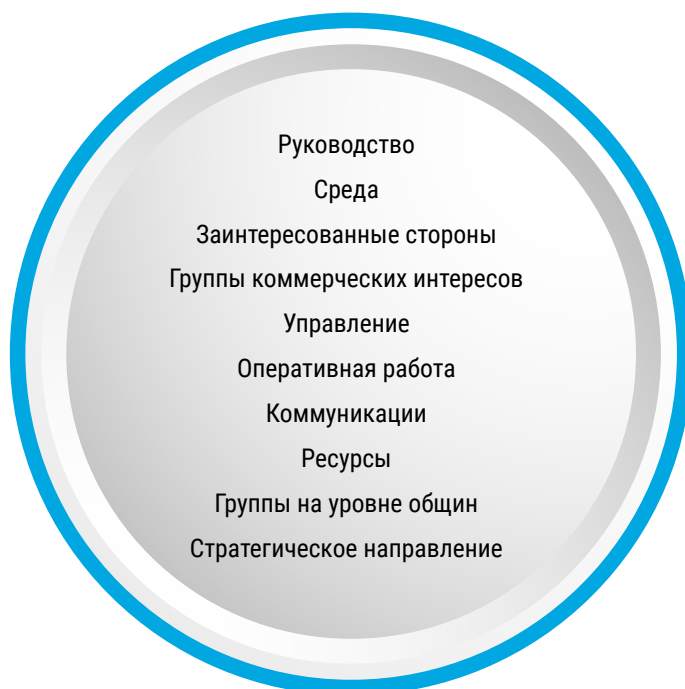 Руководство
Среда
Заинтересованные стороны
Группы коммерческих интересов
Управление
Оперативная работа
Коммуникации
Ресурсы
Группы на уровне общин
Стратегическое направление